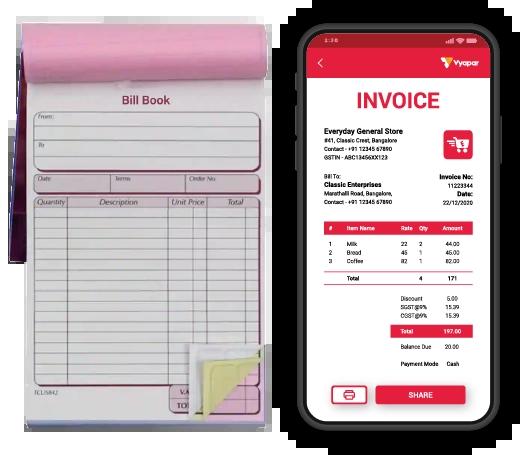 Bill Book
From:
To
Date Terms Order No.
Quantity Description Unit Price Total
TCUS842
TO
1:30
Vyapar
INVOICE
Everyday General Store
#41, Classic Crest, Bangalore
Contact - +91 12345 67890
GSTIN - ABC13456XX123
Bill To:
Classic Enterprises
Marathalli Road, Bangalore,
Contact - +91 12345 67890
Invoice No:
11223344
Date:
22/12/2020
# Item Name Rate Qty Amount
1 Milk 22 2 44.00
2 Bread 45 1 45.00
3 Coffee 82 1 82.00
Total 4 171
Discount 5.00
SGST@9% 15.39
CGST@9% 15.39
Total 197.00
Balance Due 20.00
Payment Mode Cash
SHARE